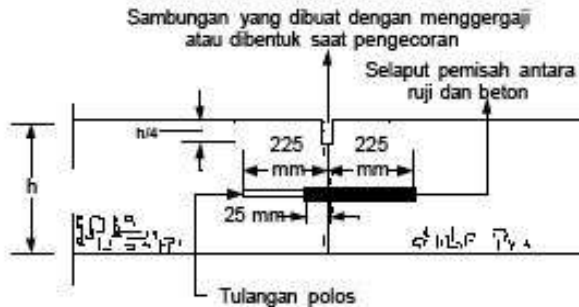 Sambungan yang dibuat dengan menggergaji
atau dibentuk saat pengecoran
Selaput pemisah antara
ruji dan beton
h/4
225 225
mm mm
h
25 mm
Tulangan polos